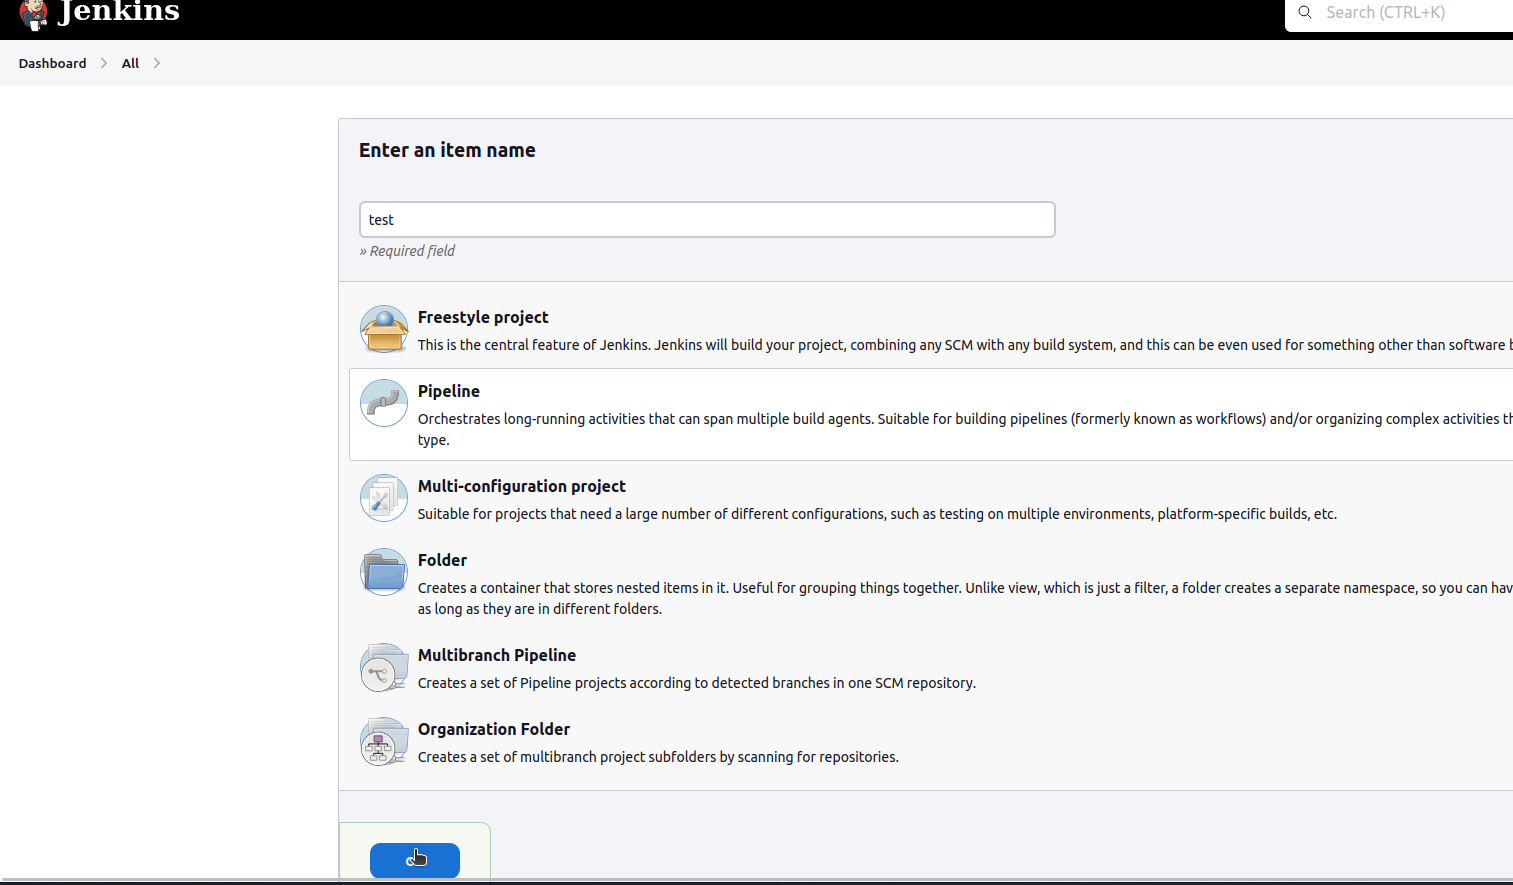 Jenkins
Search (CTRL+K)
Dashboard
All
Enter an item name
test
» Required field
Freestyle project
This is the central feature of Jenkins. Jenkins will build your project, combining any SCM with any build system, and this can be even used for something other than software
Pipeline
Orchestrates long-running activities that can span multiple build agents. Suitable for building pipelines (formerly known as workflows) and/or organizing complex activities
type.
Multi-configuration project
Suitable for projects that need a large number of different configurations, such as testing on multiple environments, platform-specific builds, etc.
Folder
Creates a container that stores nested items in it. Useful for grouping things together. Unlike view, which is just a filter, a folder creates a separate namespace, so you can
as long as they are in different folders.
Multibranch Pipeline
Creates a set of Pipeline projects according to detected branches in one SCM repository.
Organization Folder
Creates a set of multibranch project subfolders by scanning for repositories.